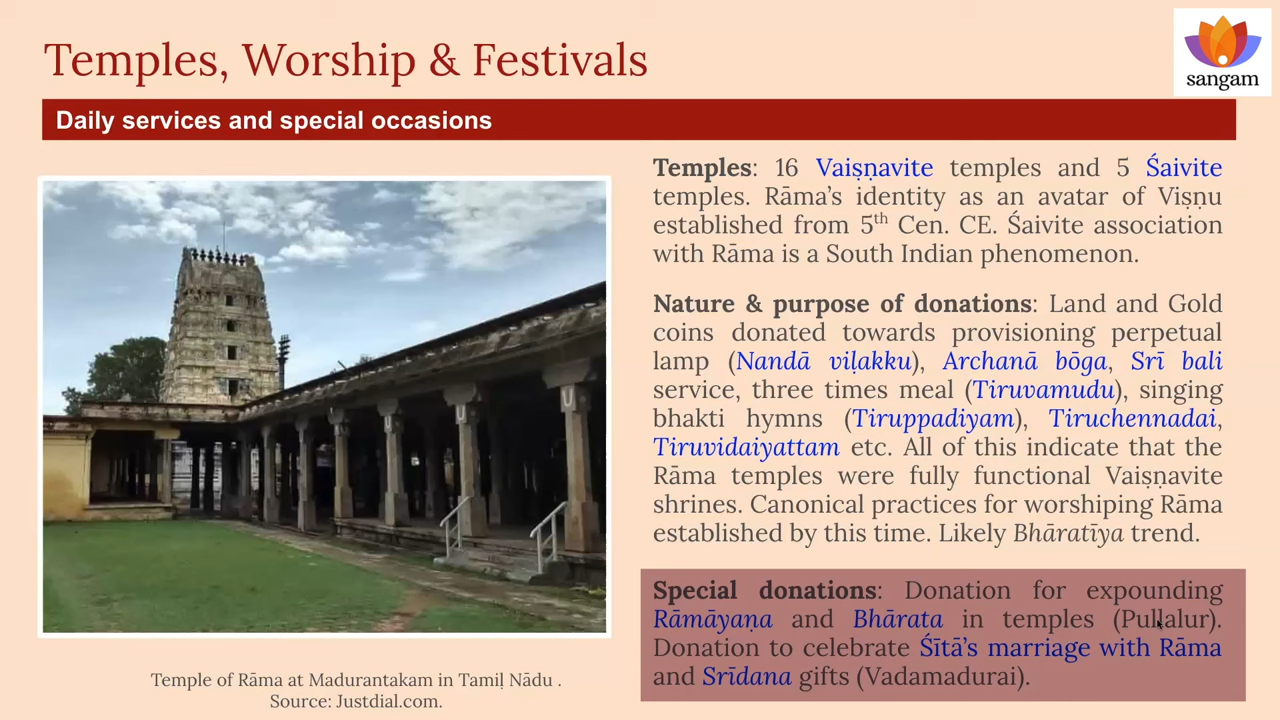 Temples, Worship & Festivals
sangam
Daily services and special occasions
Temples: 16 Vaiṣṇavite temples and 5 Śaivite
temples. Rāma’s identity as an avatar of Viṣṇu
established from 5th Cen. CE. Śaivite association
with Rāma is a South Indian phenomenon.
Nature & purpose of donations: Land and Gold
coins donated towards provisioning perpetual
lamp (Nandā viḷakku), Archanā bōga, Srī bali
service, three times meal (Tiruvamudu), singing
bhakti hymns (Tiruppadiyam), Tiruchennadai,
Tiruvidaiyattam etc. All of this indicate that the
Rāma temples were fully functional Vaiṣṇavite
shrines. Canonical practices for worshiping Rāma
established by this time. Likely Bhāratīya trend.
Special donations: Donation for expounding
Rāmāyaṇa and Bhārata in temples (Pullalur).
Donation to celebrate Śītā’s marriage with Rāma
and Srīdana gifts (Vadamadurai).
Temple of Rāma at Madurantakam in Tamiḷ Nādu .
Source: Justdial.com.